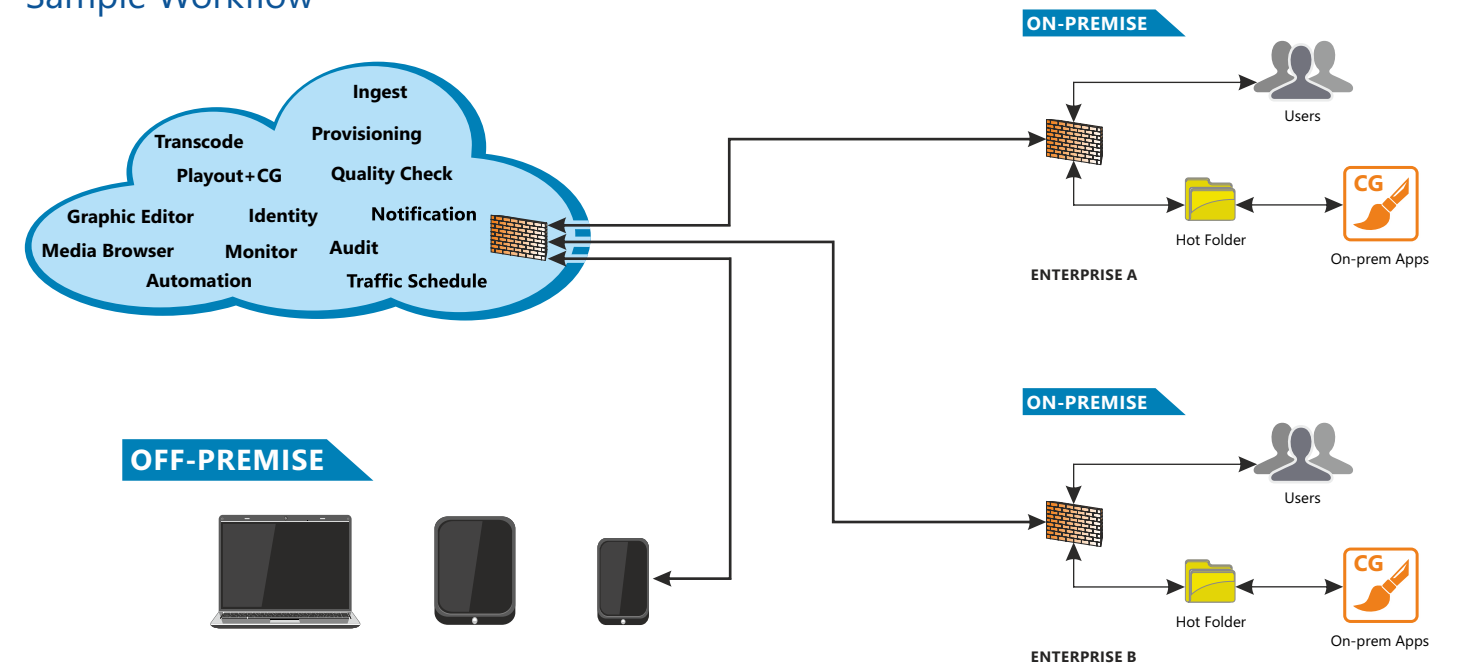 Sample Workflow
ON-PREMISE
Ingest
Transcode
Provisioning
Playout+CG
Quality Check
Graphic Editor
Identity
Notification
Media Browser
Monitor
Audit
Automation
Traffic Schedule
Users
CG
Hot Folder
On-prem Apps
ENTERPRISE A
OFF-PREMISE
ON-PREMISE
Users
CG
Hot Folder
On-prem Apps
ENTERPRISE B